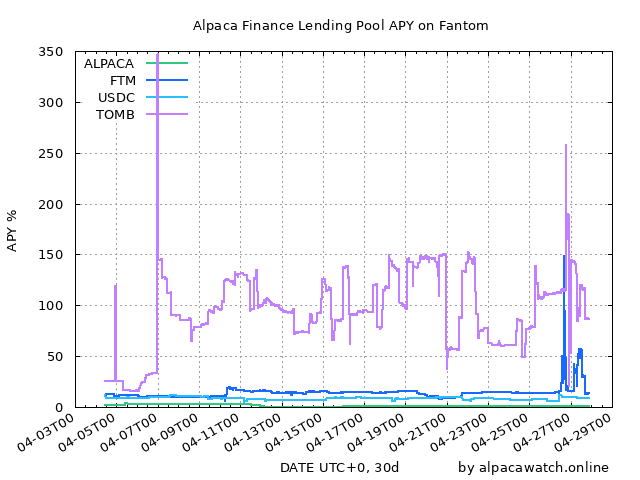 Alpaca Finance Lending Pool APY on Fantom
350
300
250
200
150
100
50
0
APY %
ALPACA
FTM
USDC
TOMB
04-03T00
04-05T00
04-07T00
04-09T00
04-11T00
04-13T00
04-15T00
04-17T00
04-19T00
04-21T00
04-23T00
04-25T00
04-27T00
04-29T00
DATE UTC+0, 30d
by alpacawatch.online